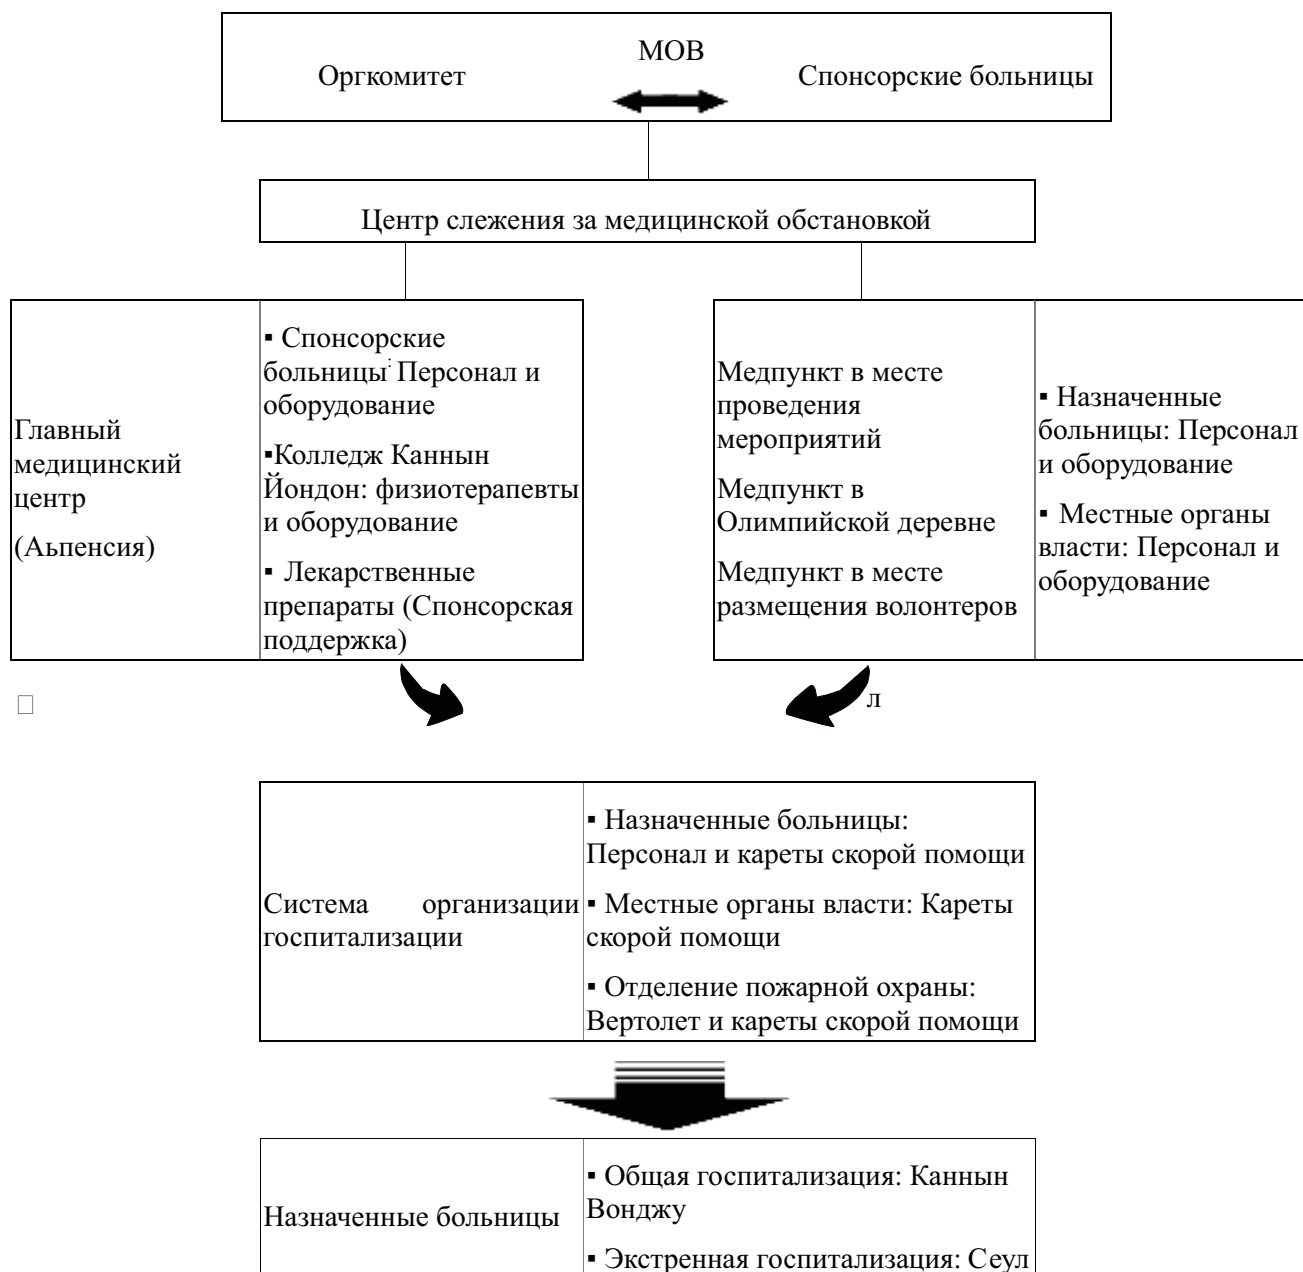 МОВ
Оргкомитет
Спонсорские больницы
Центр слежения за медицинской обстановкой
Главный
медицинский
центр
(Аьпенсия)
▪ Спонсорские
больницы: Персонал и
оборудование
▪Колледж Каннын
Йондон: физиотерапевты
и оборудование
▪ Лекарственные
препараты (Спонсорская
поддержка)
Медпункт в месте
проведения
мероприятий
Медпункт в
Олимпийской деревне
Медпункт в месте
размещения волонтеров
▪ Назначенные
больницы: Персонал
и оборудование
▪ Местные органы
власти: Персонал и
оборудование
л
Система организации
госпитализации
▪ Назначенные больницы:
Персонал и кареты скорой помощи
▪ Местные органы власти: Кареты
скорой помощи
▪ Отделение пожарной охраны:
Вертолет и кареты скорой помощи
Назначенные больницы
▪ Общая госпитализация: Каннын
Вонджу
▪ Экстренная госпитализация: Сеул